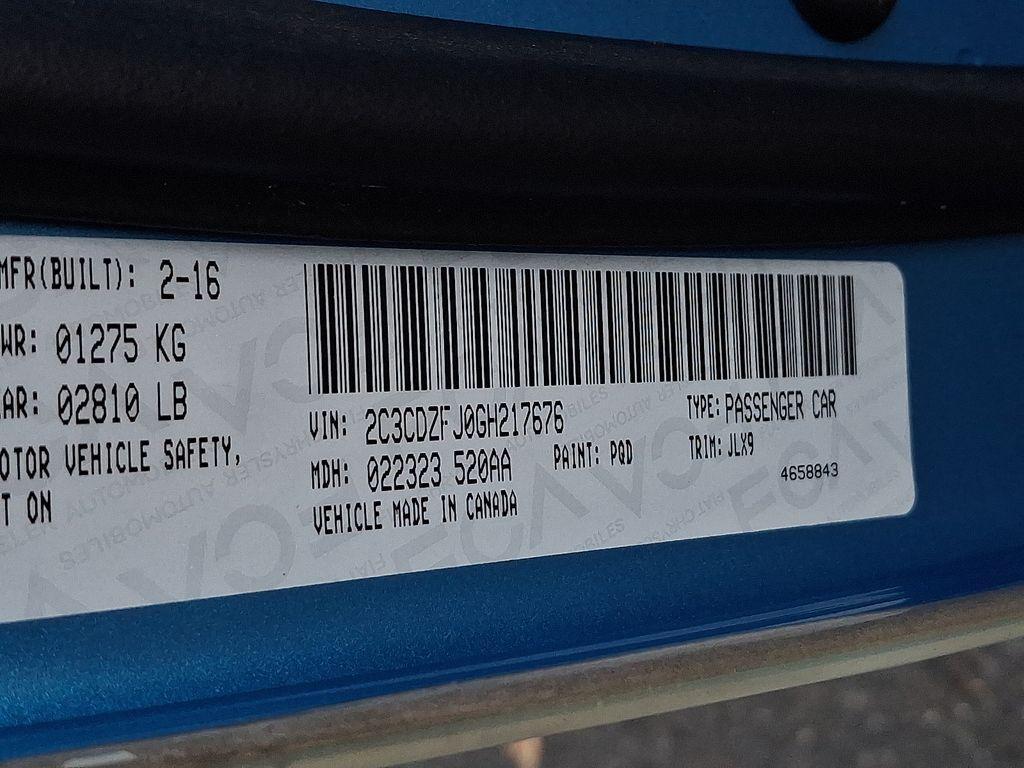 MFR(BUILT): 2-16
WR: 01275 KG
AR: 02810 LB
OTOR VEHICLE SAFETY,
T ON
VIN: 2C3CDZFJ0GH217676 TYPE: PASSENGER CAR
MDH: 022323 520AA PAINT: PQD TRIM: JLX9
VEHICLE MADE IN CANADA 4658843